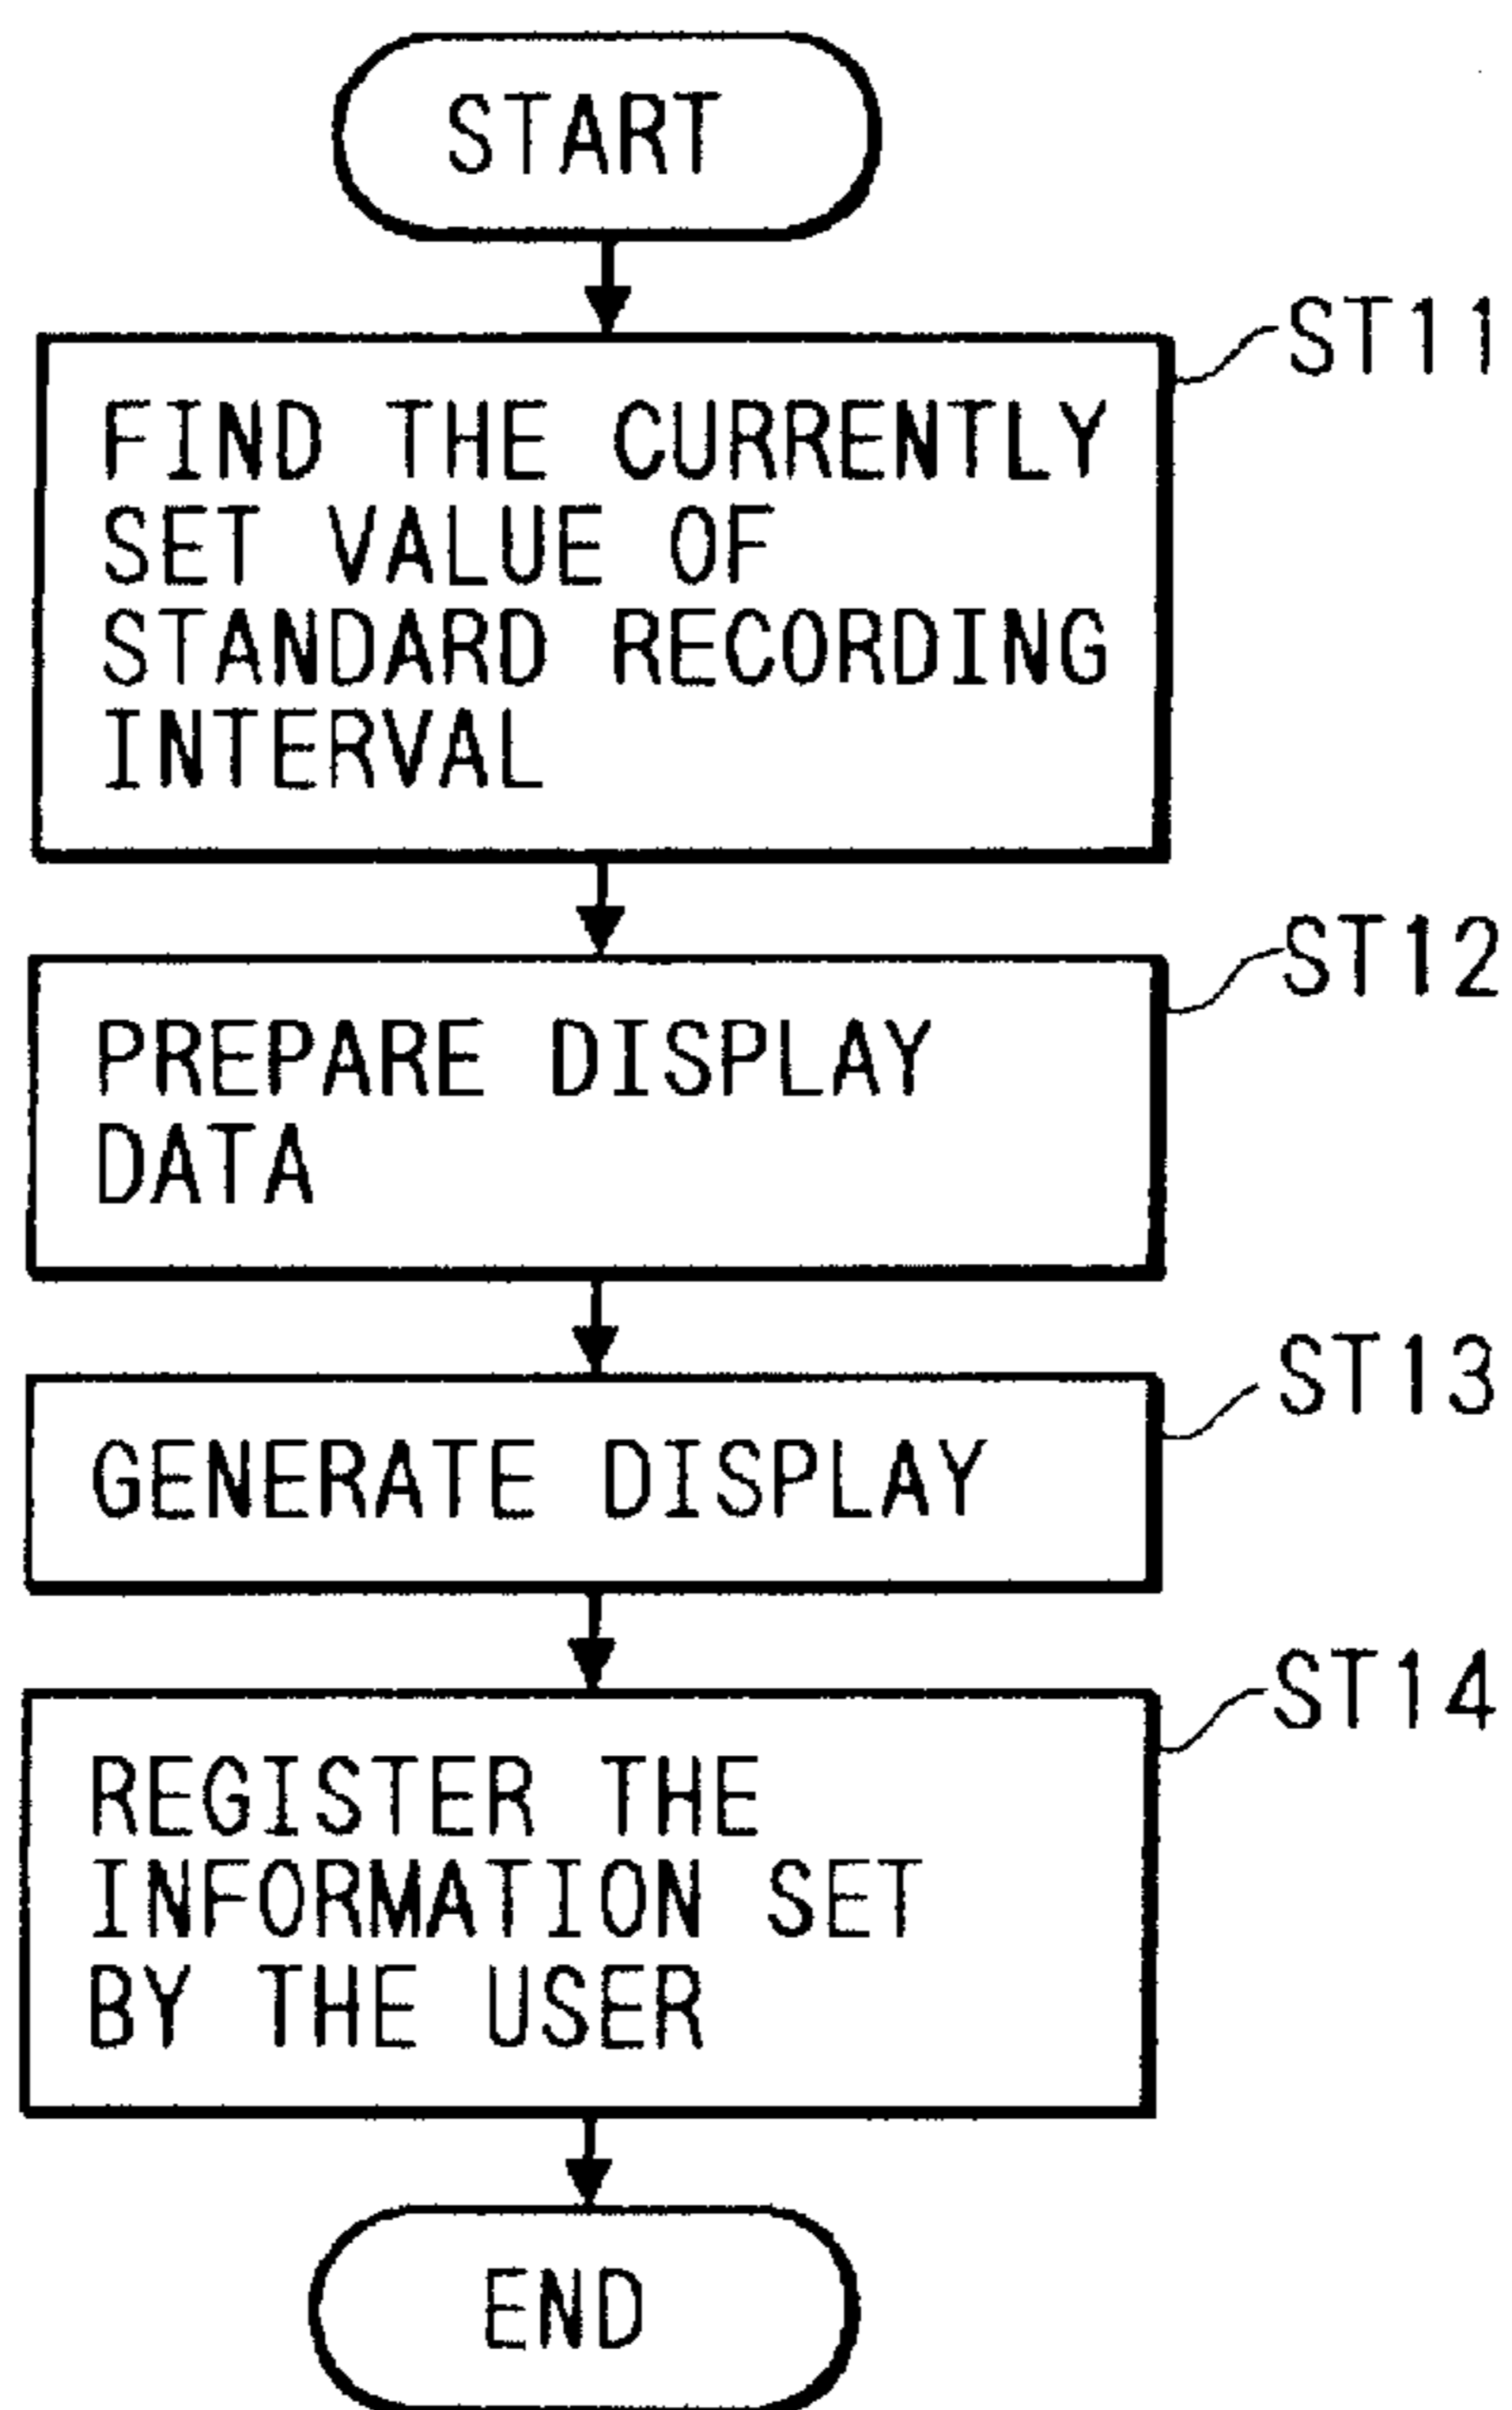 START
ST11
FIND THE CURRENTLY
SET VALUE OF
STANDARD RECORDING
INTERVAL
ST12
PREPARE DISPLAY
DATA
ST13
GENERATE DISPLAY
ST14
REGISTER THE
INFORMATION SET
BY THE USER
END